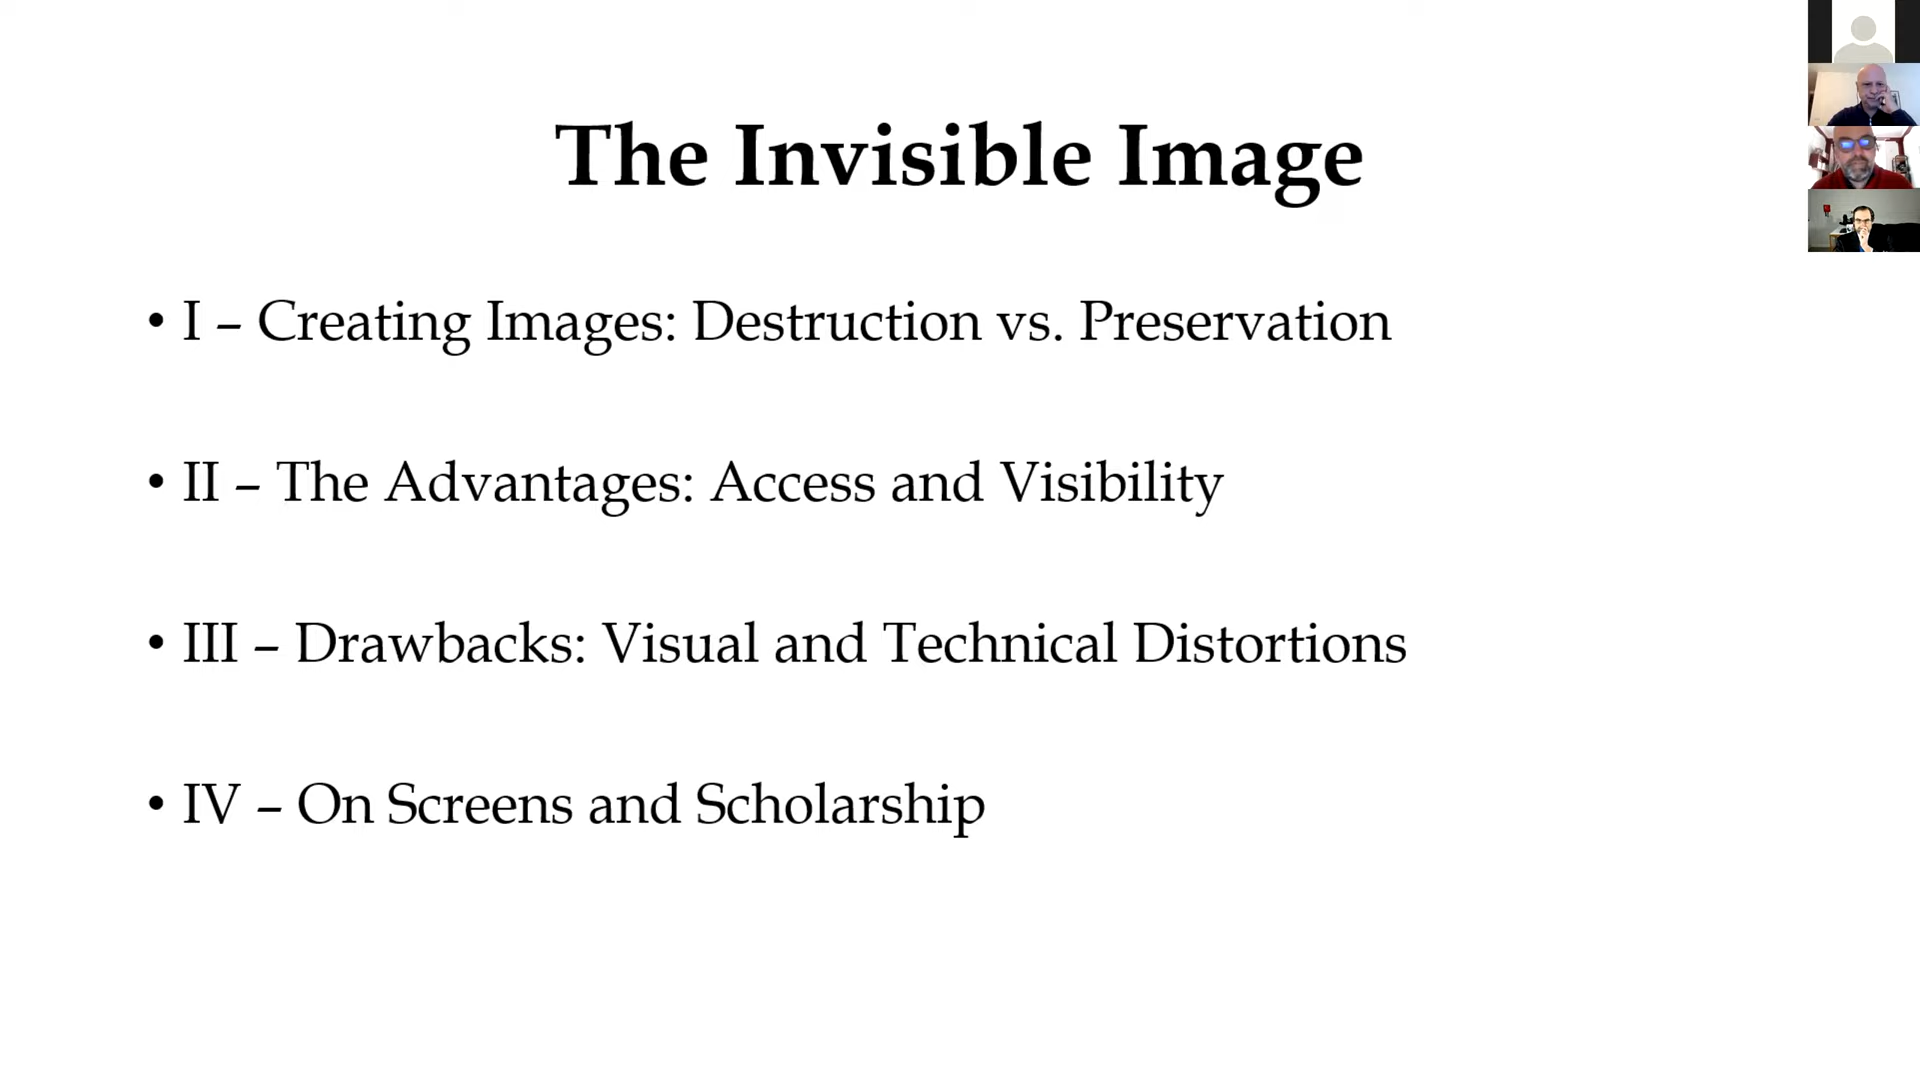 The Invisible Image
• I – Creating Images: Destruction vs. Preservation
• II – The Advantages: Access and Visibility
• III – Drawbacks: Visual and Technical Distortions
• IV – On Screens and Scholarship